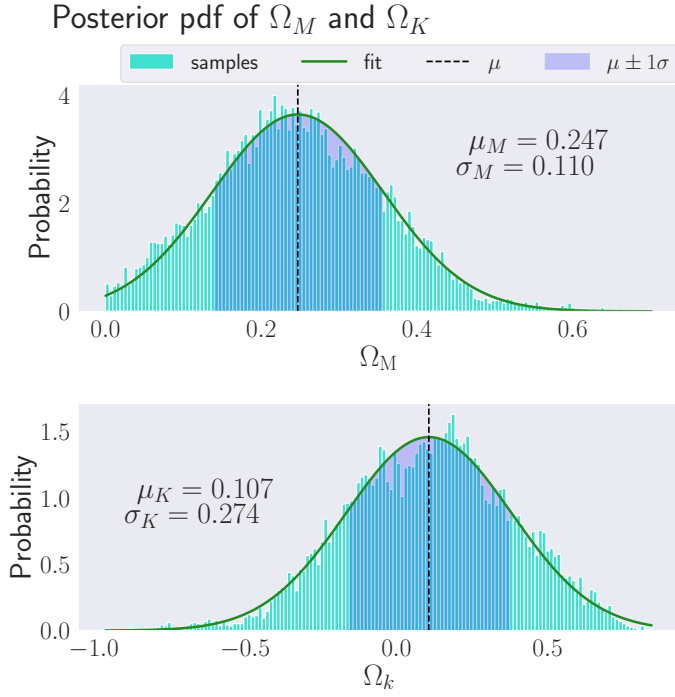 Posterior pdf of Ω_M and Ω_K
samples fit μ μ ± 1σ
Probability
4
2
0
μ_M = 0.247
σ_M = 0.110
0.0 0.2 0.4 0.6
Ω_M
Probability
1.5
1.0
0.5
0.0
μ_K = 0.107
σ_K = 0.274
−1.0 −0.5 0.0 0.5
Ω_k